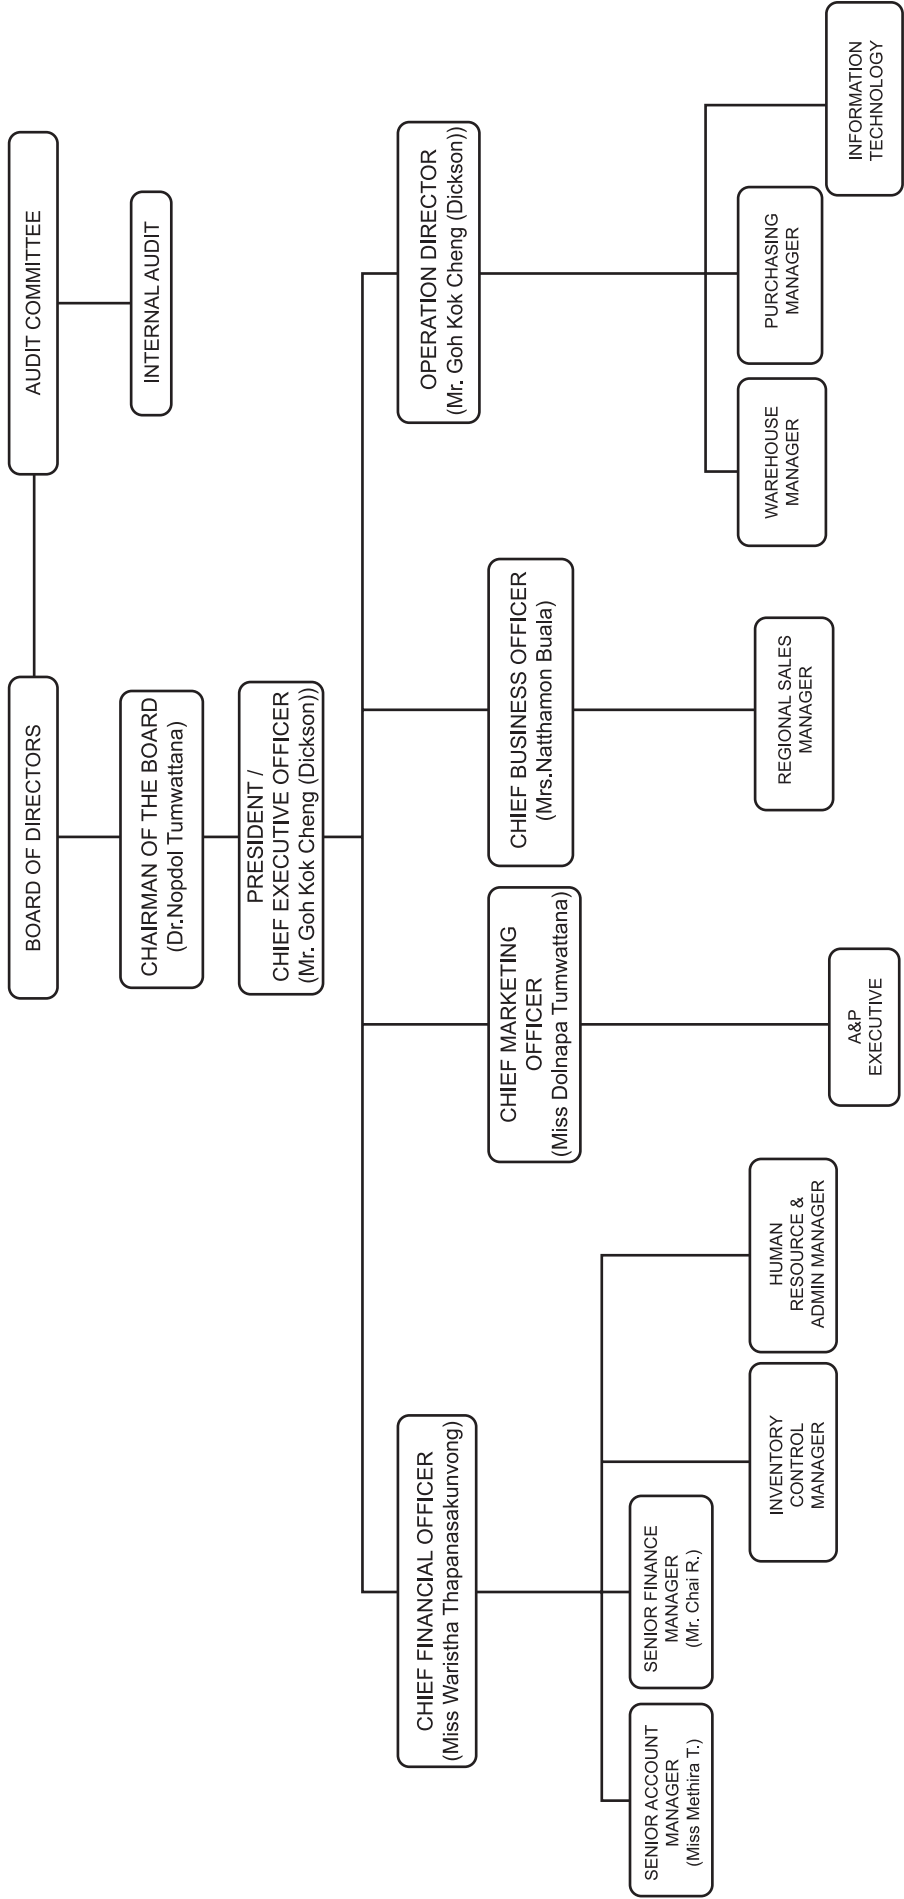 BOARD OF DIRECTORS
AUDIT COMMITTEE
CHAIRMAN OF THE BOARD
(Dr.Nopdol Tumwattana)
INTERNAL AUDIT
PRESIDENT /
CHIEF EXECUTIVE OFFICER
(Mr. Goh Kok Cheng (Dickson))
CHIEF FINANCIAL OFFICER
(Miss Waristha Thapanasakunvong)
CHIEF MARKETING
OFFICER
(Miss Dolnapa Tumwattana)
CHIEF BUSINESS OFFICER
(Mrs.Natthamon Buala)
OPERATION DIRECTOR
(Mr. Goh Kok Cheng (Dickson))
SENIOR ACCOUNT
MANAGER
(Miss Methira T.)
SENIOR FINANCE
MANAGER
(Mr. Chai R.)
INVENTORY
CONTROL
MANAGER
HUMAN
RESOURCE &
ADMIN MANAGER
A&P
EXECUTIVE
REGIONAL SALES
MANAGER
WAREHOUSE
MANAGER
PURCHASING
MANAGER
INFORMATION
TECHNOLOGY